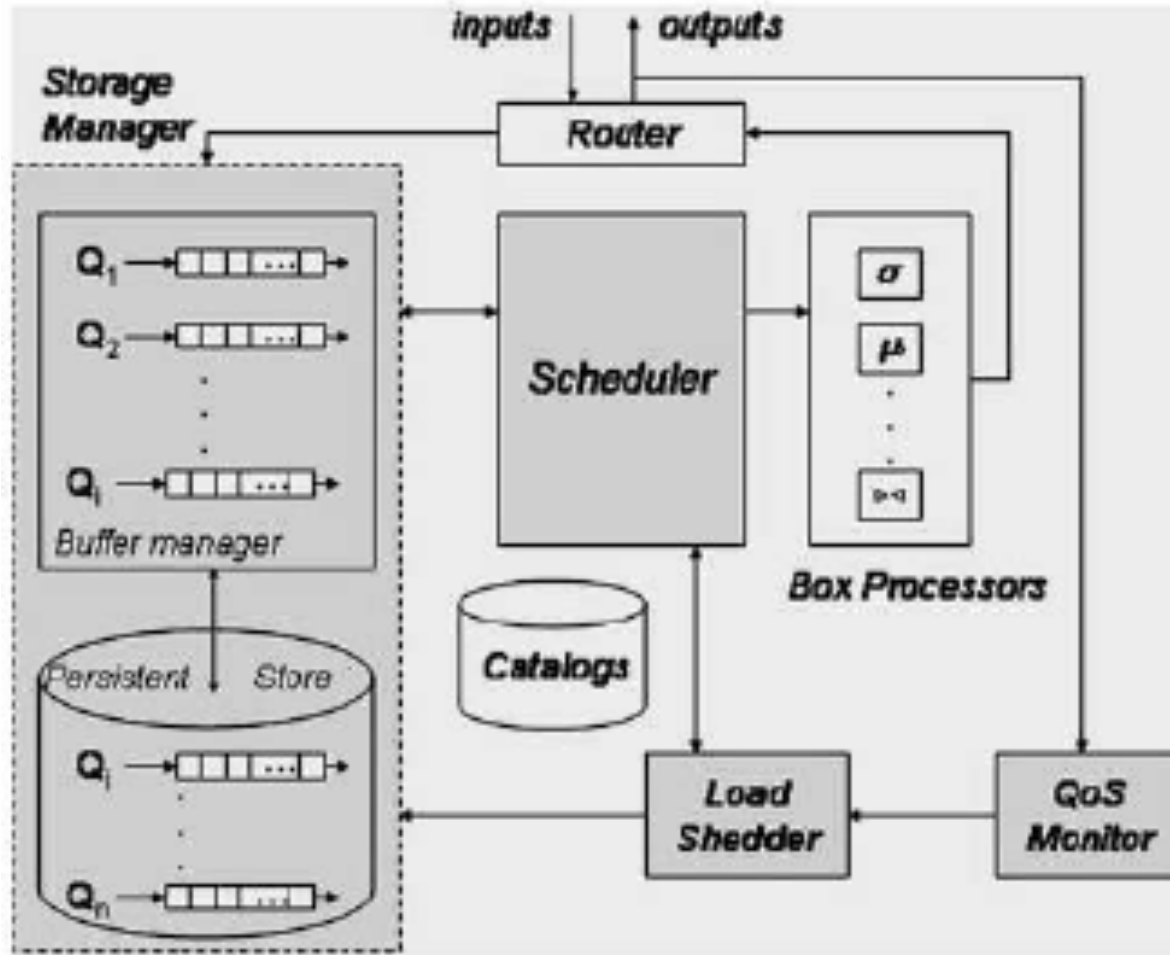 inputs
outputs
Storage
Manager
Router
Q1
Q2
Qi
Buffer manager
Scheduler
σ
μ
⋈
Box Processors
Persistent Store
Catalogs
Qj
Qn
Load
Shedder
QoS
Monitor